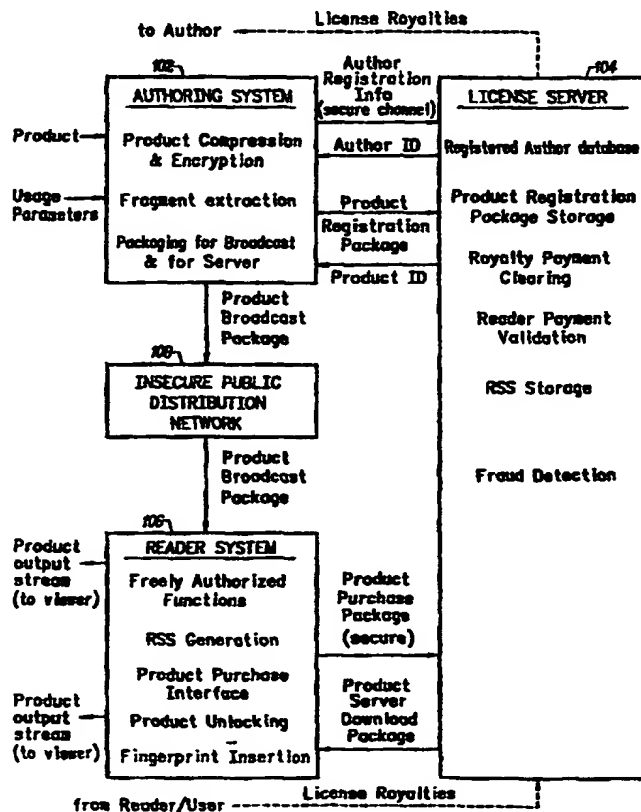 License Royalties
to Author
102
AUTHORING SYSTEM
Product Compression
& Encryption
Fragment extraction
Packaging for Broadcast
& for Server
Product
Usage
Parameters
Author
Registration
Info
(secure channel)
Author ID
Product
Registration
Package
Product ID
104
LICENSE SERVER
Registered Author database
Product Registration
Package Storage
Royalty Payment
Clearing
Reader Payment
Validation
RSS Storage
Fraud Detection
Product
Broadcast
Package
108
INSECURE PUBLIC
DISTRIBUTION
NETWORK
Product
Broadcast
Package
106
READER SYSTEM
Freely Authorized
Functions
RSS Generation
Product Purchase
Interface
Product Unlocking
Fingerprint Insertion
Product
output
stream
(to viewer)
Product
output
stream
(to viewer)
Product
Purchase
Package
(secure)
Product
Server
Download
Package
License Royalties
from Reader/User